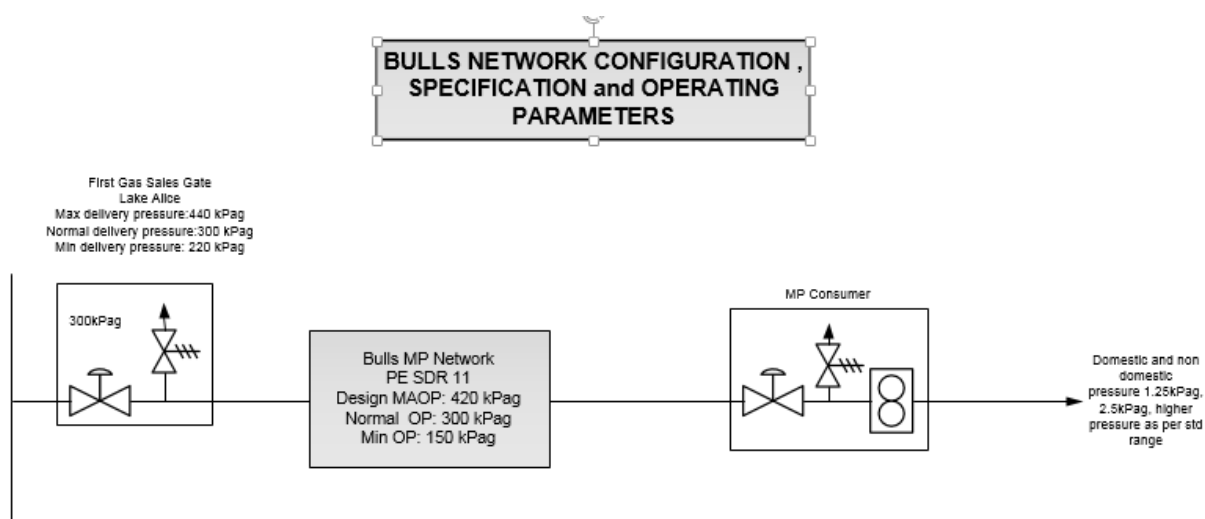 BULLS NETWORK CONFIGURATION ,
SPECIFICATION and OPERATING
PARAMETERS
First Gas Sales Gate
Lake Alice
Max delivery pressure:440 kPag
Normal delivery pressure:300 kPag
Min delivery pressure: 220 kPag
300kPag
Bulls MP Network
PE SDR 11
Design MAOP: 420 kPag
Normal OP: 300 kPag
Min OP: 150 kPag
MP Consumer
Domestic and non
domestic
pressure 1.25kPag,
2.5kPag, higher
pressure as per std
range